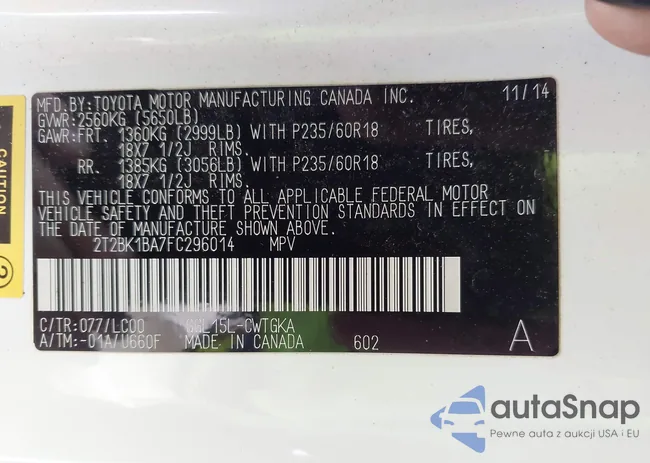 MFD.BY:TOYOTA MOTOR MANUFACTURING CANADA INC. 11/14
GVWR:2560KG (5650LB)
GAWR:FRT. 1360KG (2999LB) WITH P235/60R18 TIRES,
18X7 1/2J RIMS.
RR. 1385KG (3056LB) WITH P235/60R18 TIRES,
18X7 1/2J RIMS.
THIS VEHICLE CONFORMS TO ALL APPLICABLE FEDERAL MOTOR
VEHICLE SAFETY AND THEFT PREVENTION STANDARDS IN EFFECT ON
THE DATE OF MANUFACTURE SHOWN ABOVE.
2T2BK1BA7FC296014 MPV
C/TR:077/LC00 GGL15L-CWTGKA
A/TM:-01A/U660F MADE IN CANADA 602 A
CAUTION
2
autaSnap
Pewne auta z aukcji USA i EU